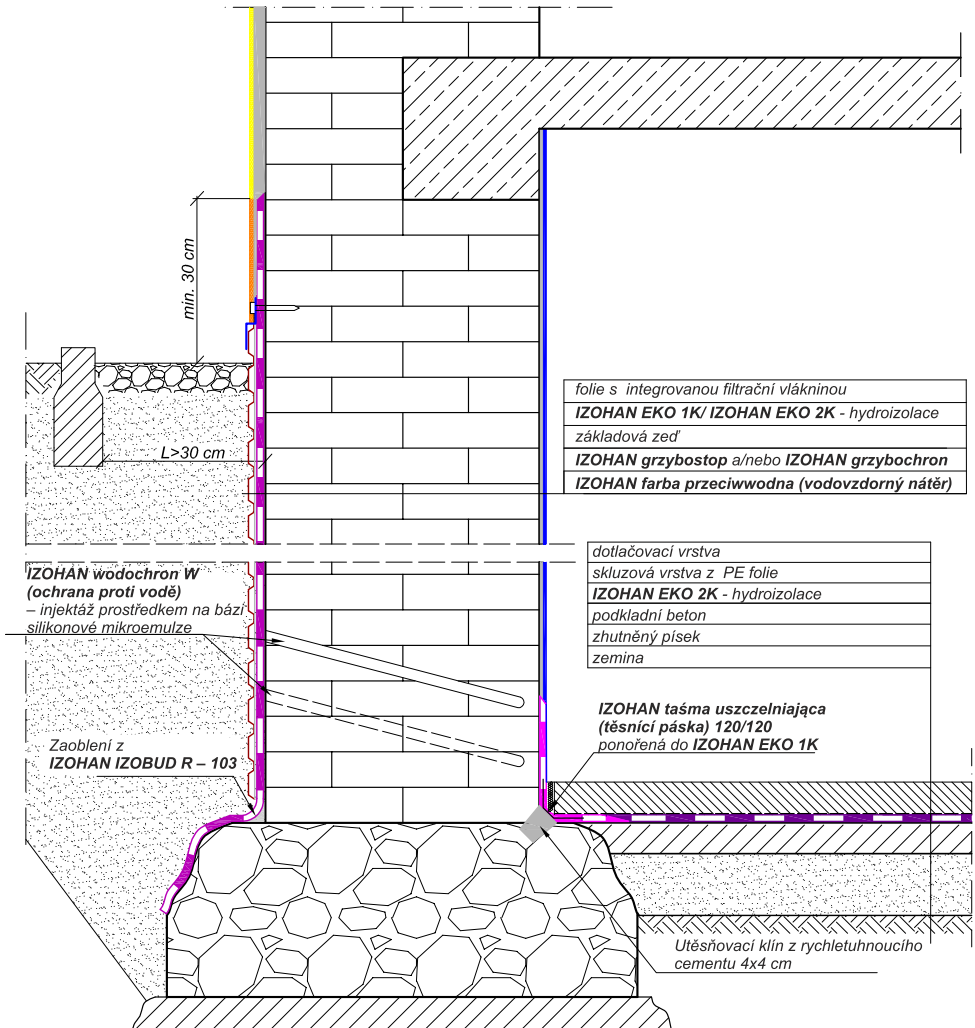 min. 30 cm
L>30 cm
folie s integrovanou filtrační vlákninou
IZOHAN EKO 1K/ IZOHAN EKO 2K - hydroizolace
základová zeď
IZOHAN grzybostop a/nebo IZOHAN grzybochron
IZOHAN farba przeciwwodna (vodovzdorný nátěr)
dotlačovací vrstva
skluzová vrstva z PE folie
IZOHAN EKO 2K - hydroizolace
podkladní beton
zhutněný písek
zemina
IZOHAN wodochron W
(ochrana proti vodě)
– injektáž prostředkem na bázi
silikonové mikroemulze
IZOHAN taśma uszczelniająca
(těsnící páska) 120/120
ponořená do IZOHAN EKO 1K
Zaoblení z
IZOHAN IZOBUD R – 103
Utěsňovací klín z rychletuhnoucího
cementu 4x4 cm